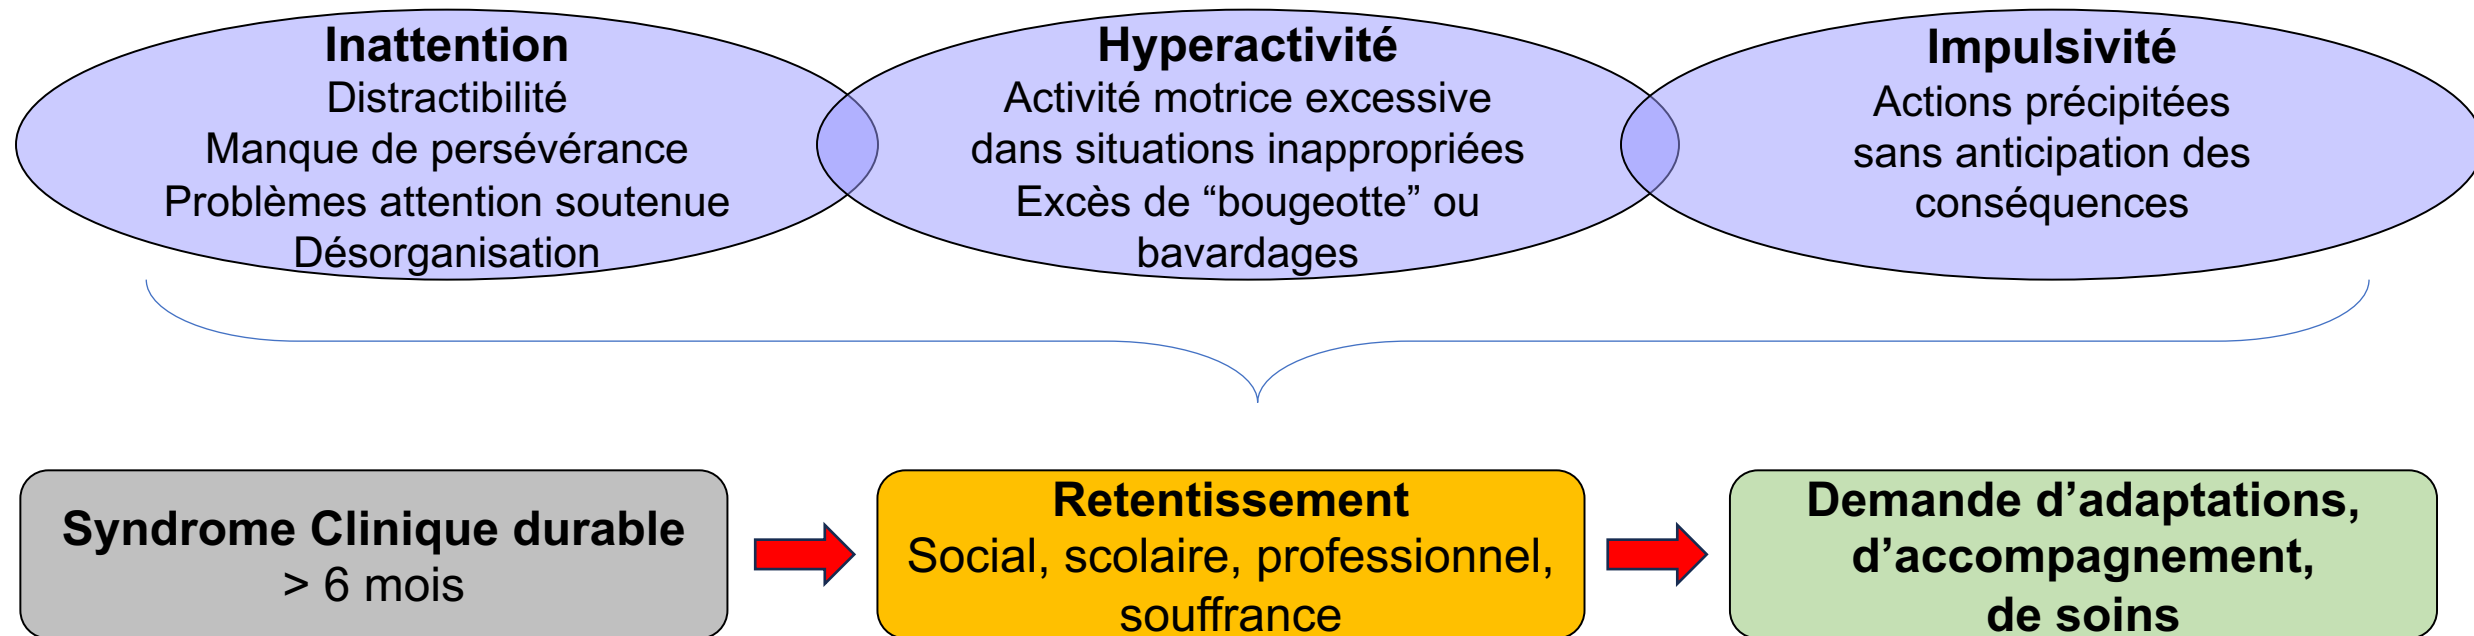 Inattention
Distractibilité
Manque de persévérance
Problèmes attention soutenue
Désorganisation
Hyperactivité
Activité motrice excessive
dans situations inappropriées
Excès de “bougeotte” ou
bavardages
Impulsivité
Actions précipitées
sans anticipation des
conséquences
Syndrome Clinique durable
> 6 mois
Retentissement
Social, scolaire, professionnel,
souffrance
Demande d’adaptations,
d’accompagnement,
de soins